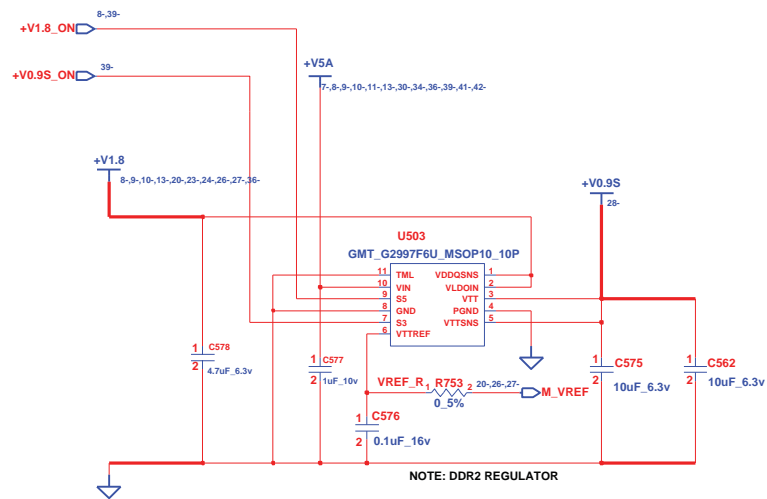 8-,39-
+V1.8_ON
39-
+V0.9S_ON
+V5A
7-,8-,9-,10-,11-,13-,30-,34-,36-,39-,41-,42-
+V1.8
8-,9-,10-,13-,20-,23-,24-,26-,27-,36-
+V0.9S
28-
U503
GMT_G2997F6U_MSOP10_10P
11 TML VDDQSNS 1
10 VIN VLDOIN 2
9 S5 VTT 3
8 GND PGND 4
7 S3 VTTSNS 5
6 VTTREF
1 C578
2 4.7uF_6.3v
1 C577
2 1uF_10v
VREF_R 1 R753 2 20-,26-,27- M_VREF
0_5%
1 C576
2 0.1uF_16v
1 C575
2 10uF_6.3v
1 C562
2 10uF_6.3v
NOTE: DDR2 REGULATOR